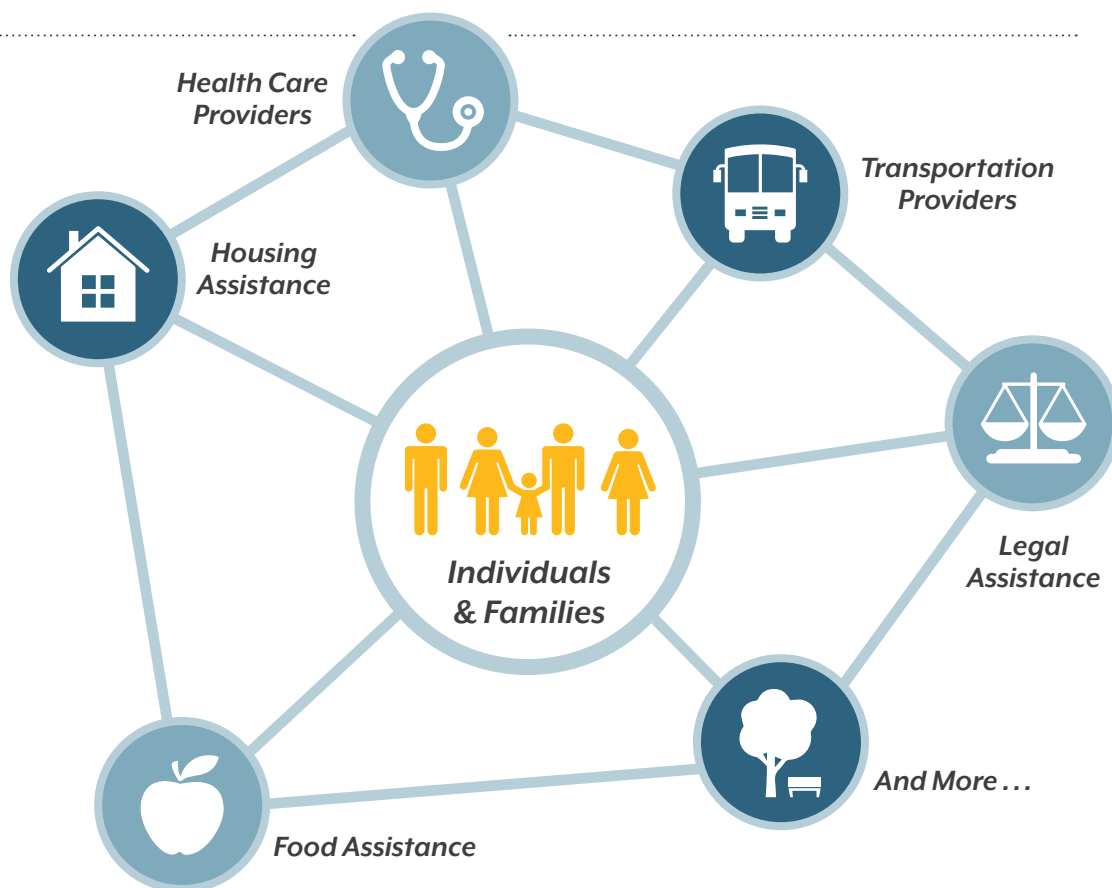 Health Care
Providers
Transportation
Providers
Housing
Assistance
Individuals
& Families
Legal
Assistance
And More ...
Food Assistance